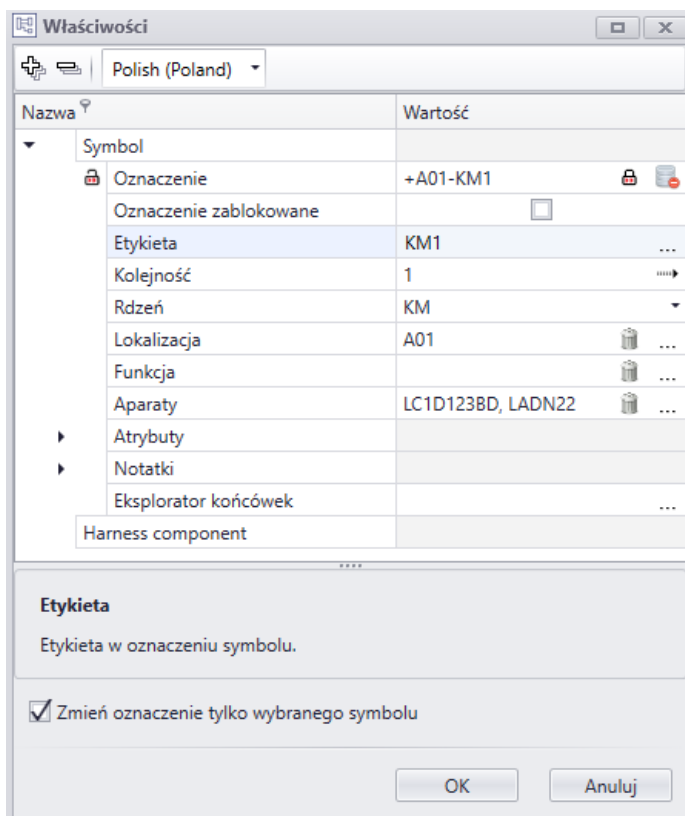 Właściwości
Polish (Poland)
Nazwa Wartość
Symbol
Oznaczenie +A01-KM1
Oznaczenie zablokowane
Etykieta KM1 ...
Kolejność 1
Rdzeń KM
Lokalizacja A01 ...
Funkcja ...
Aparaty LC1D123BD, LADN22 ...
Atrybuty
Notatki
Eksplorator końcówek ...
Harness component
Etykieta
Etykieta w oznaczeniu symbolu.
Zmień oznaczenie tylko wybranego symbolu
OK Anuluj